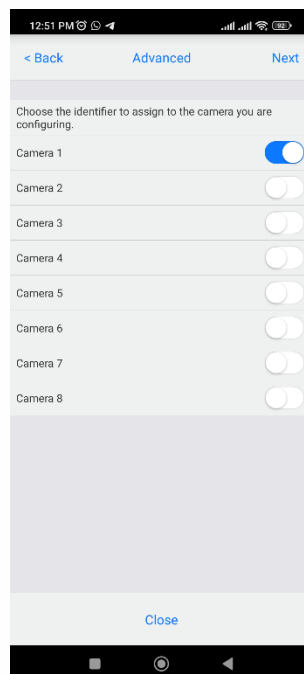 12:51 PM
92
< Back Advanced Next
Choose the identifier to assign to the camera you are
configuring.
Camera 1
Camera 2
Camera 3
Camera 4
Camera 5
Camera 6
Camera 7
Camera 8
Close